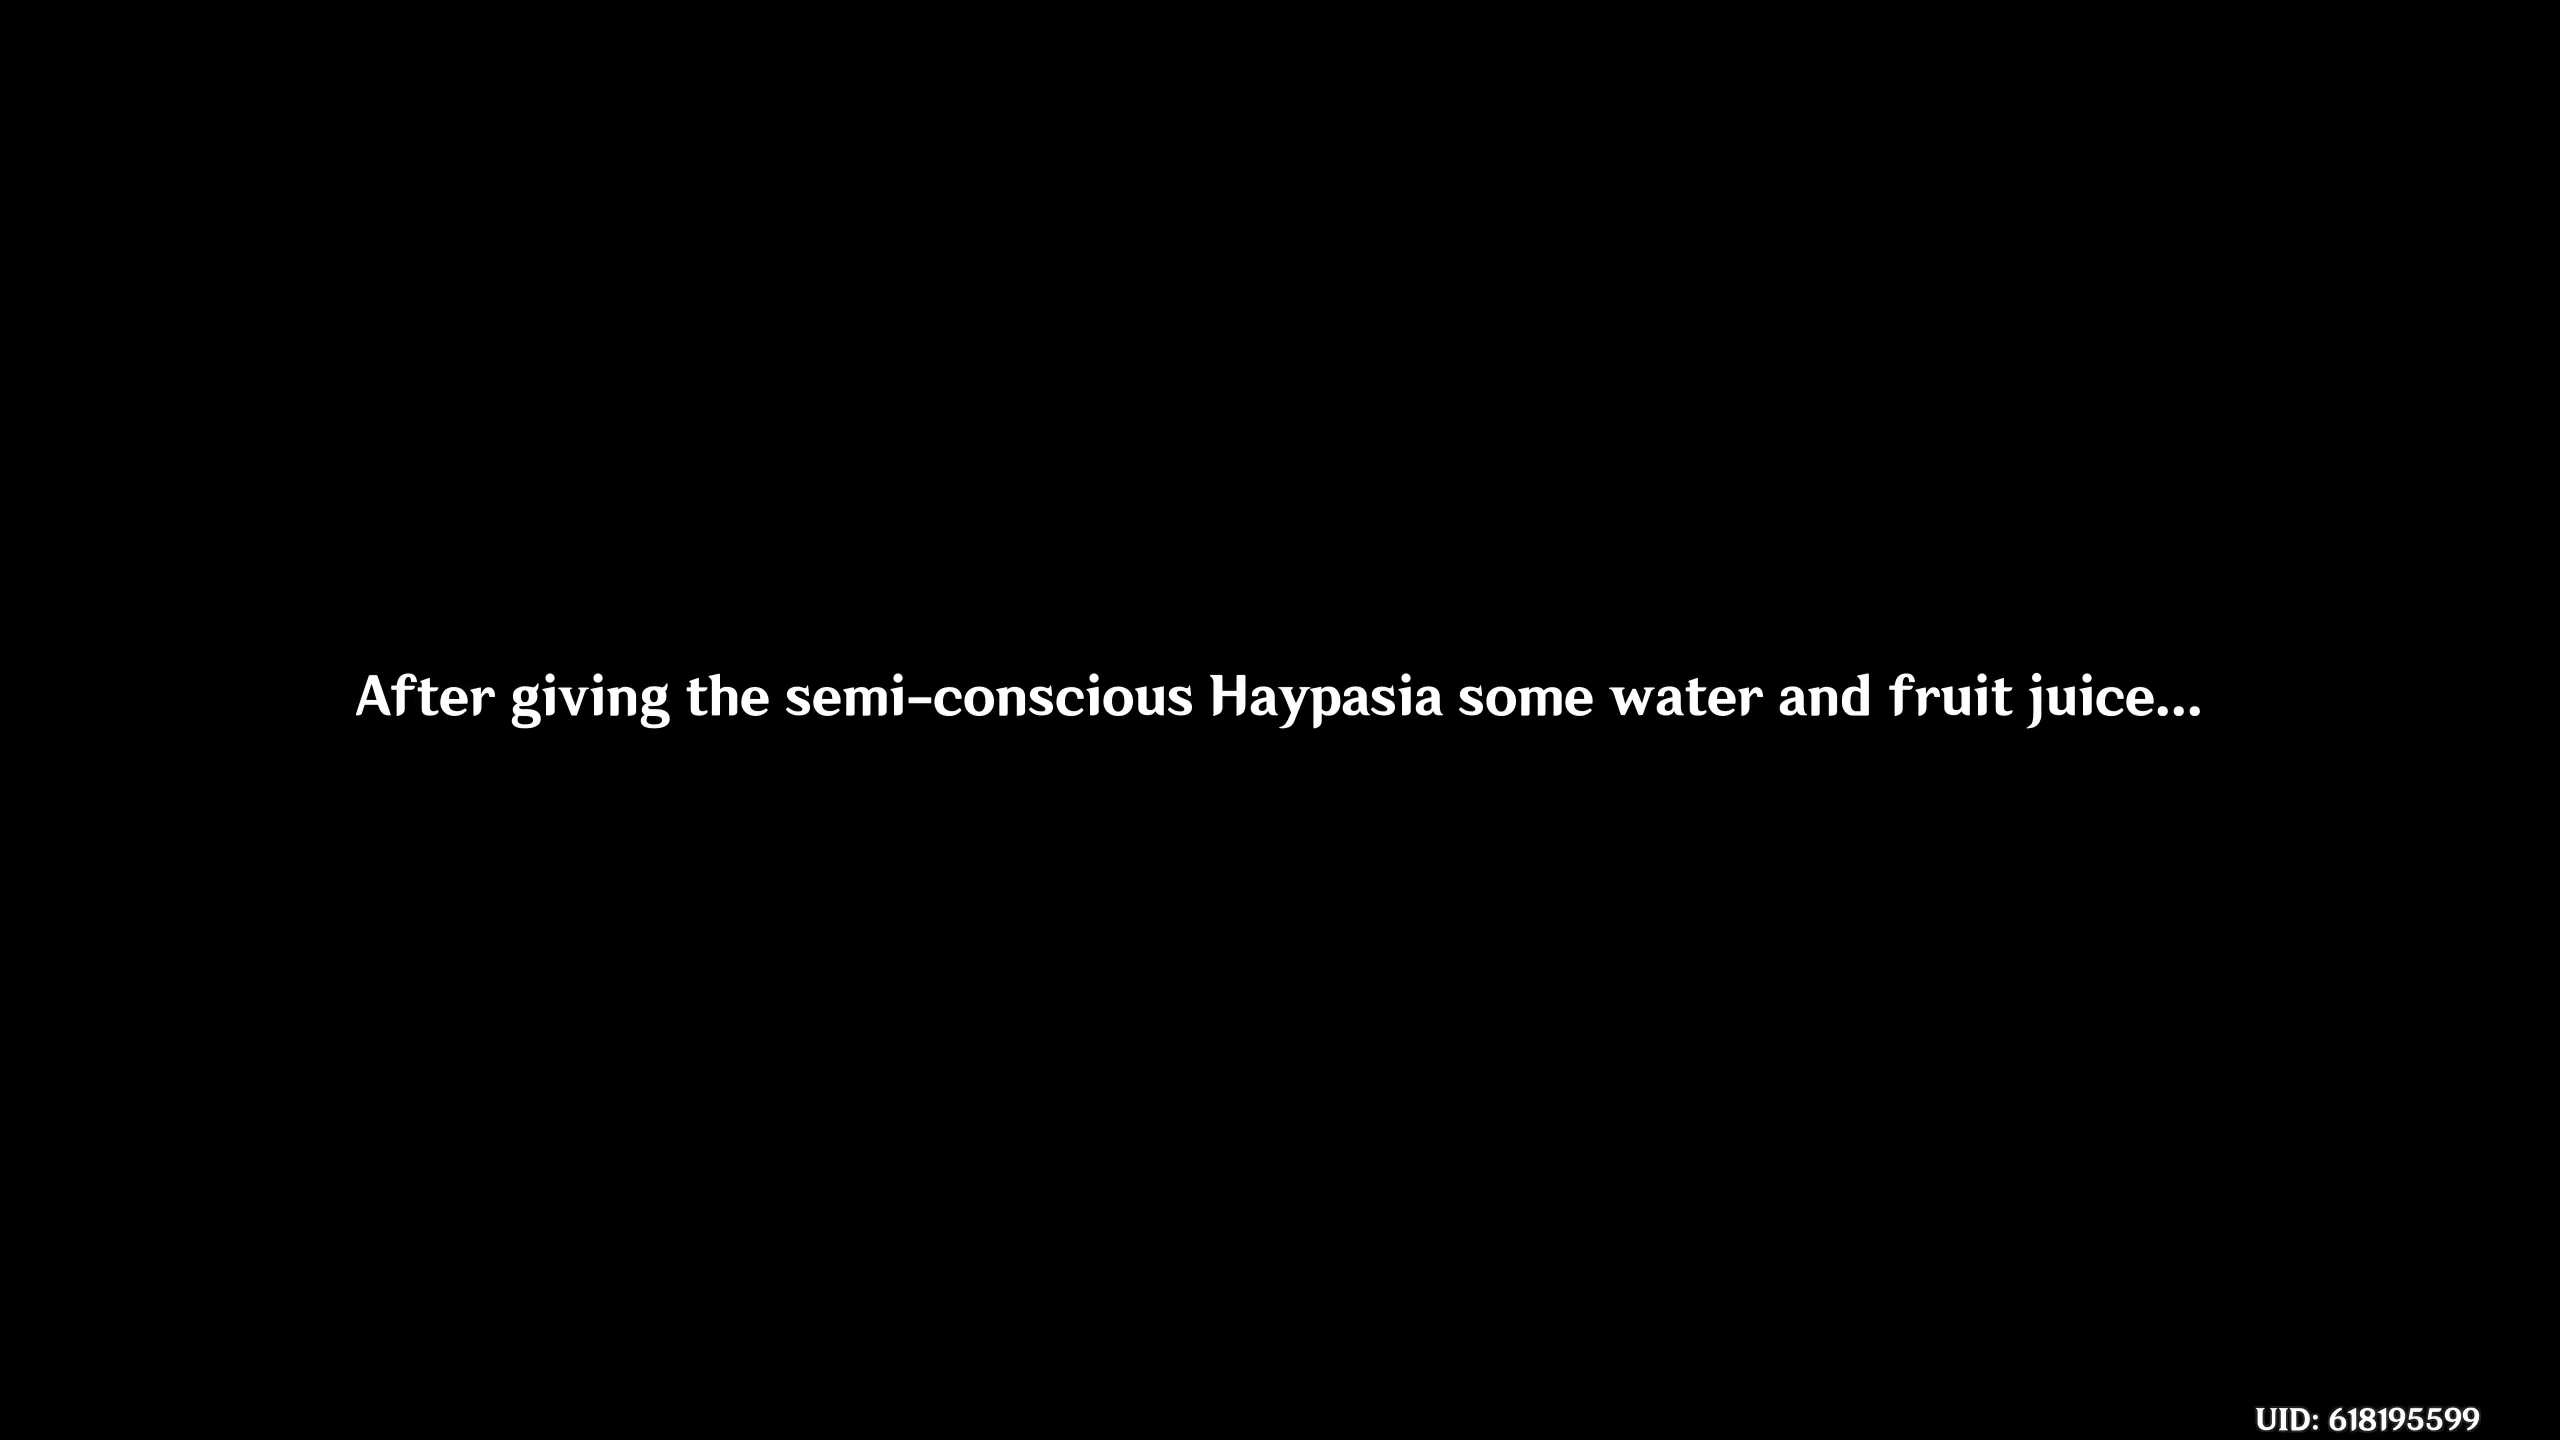 After giving the semi-conscious Haypasia some water and fruit juice...
UID: 618195599